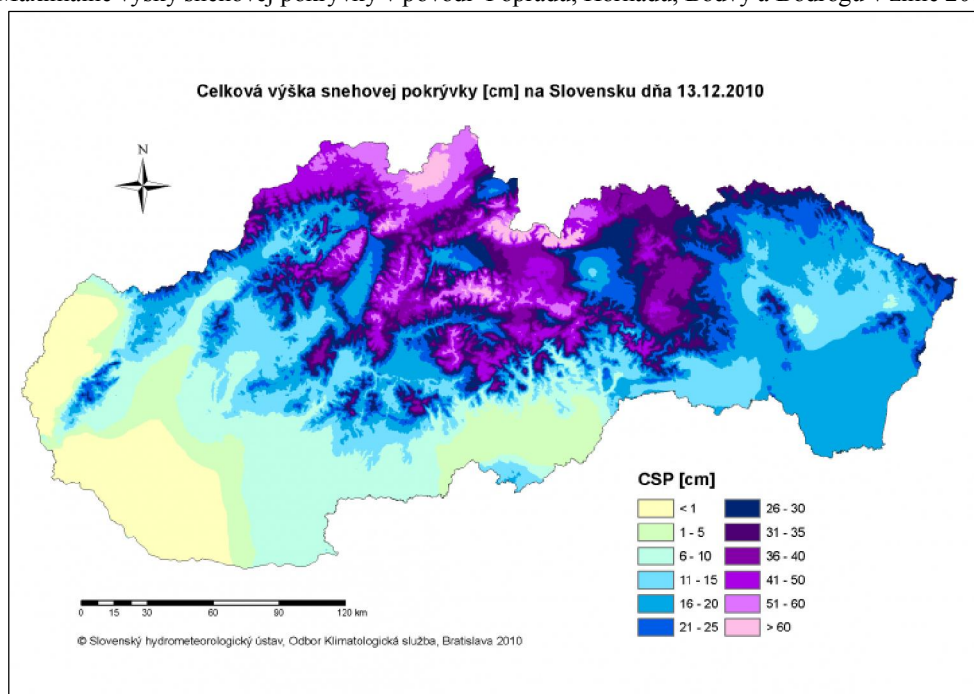 Celková výška snehovej pokrývky [cm] na Slovensku dňa 13.12.2010
N
CSP [cm]
< 1
1 - 5
6 - 10
11 - 15
16 - 20
21 - 25
26 - 30
31 - 35
36 - 40
41 - 50
51 - 60
> 60
0 15 30 60 90 120 km
© Slovenský hydrometeorologický ústav, Odbor Klimatologická služba, Bratislava 2010